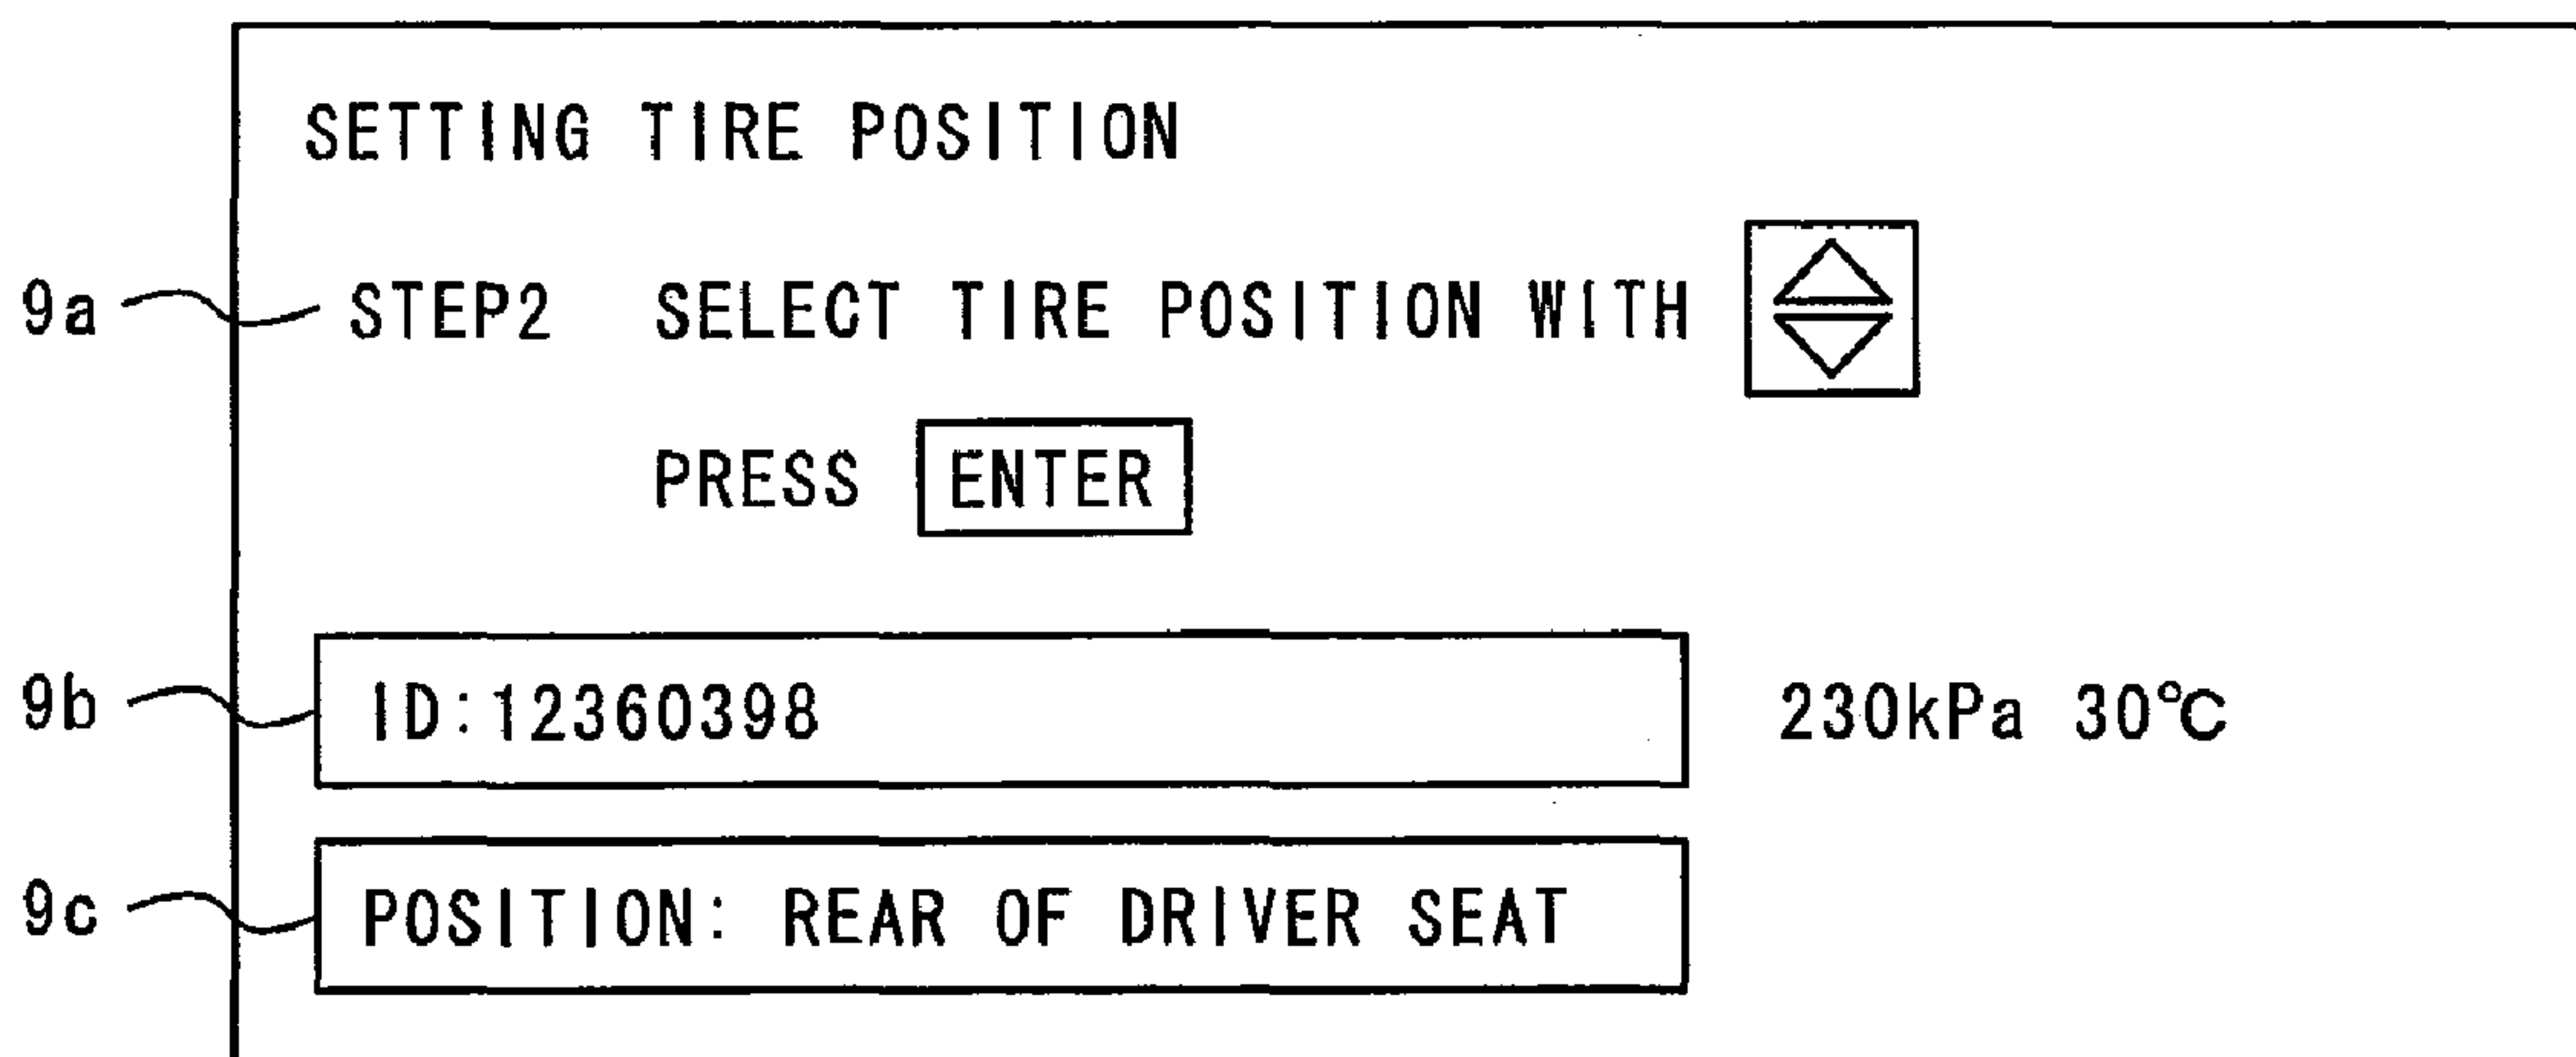 SETTING TIRE POSITION
9a STEP2 SELECT TIRE POSITION WITH
PRESS ENTER
9b ID:12360398 230kPa 30℃
9c POSITION: REAR OF DRIVER SEAT